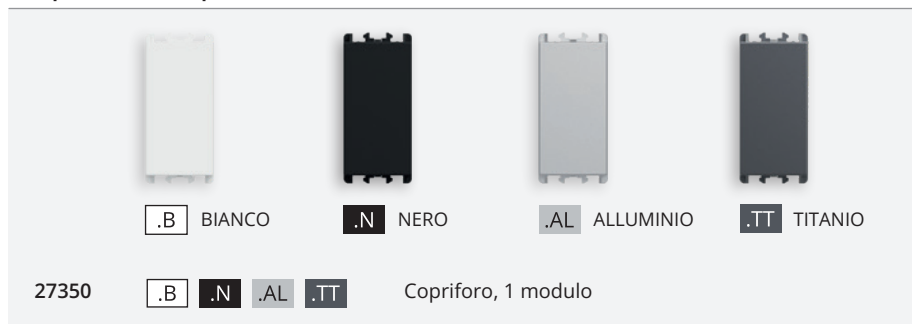 .B BIANCO .N NERO .AL ALLUMINIO .TT TITANIO
27350 .B .N .AL .TT Copriforo, 1 modulo